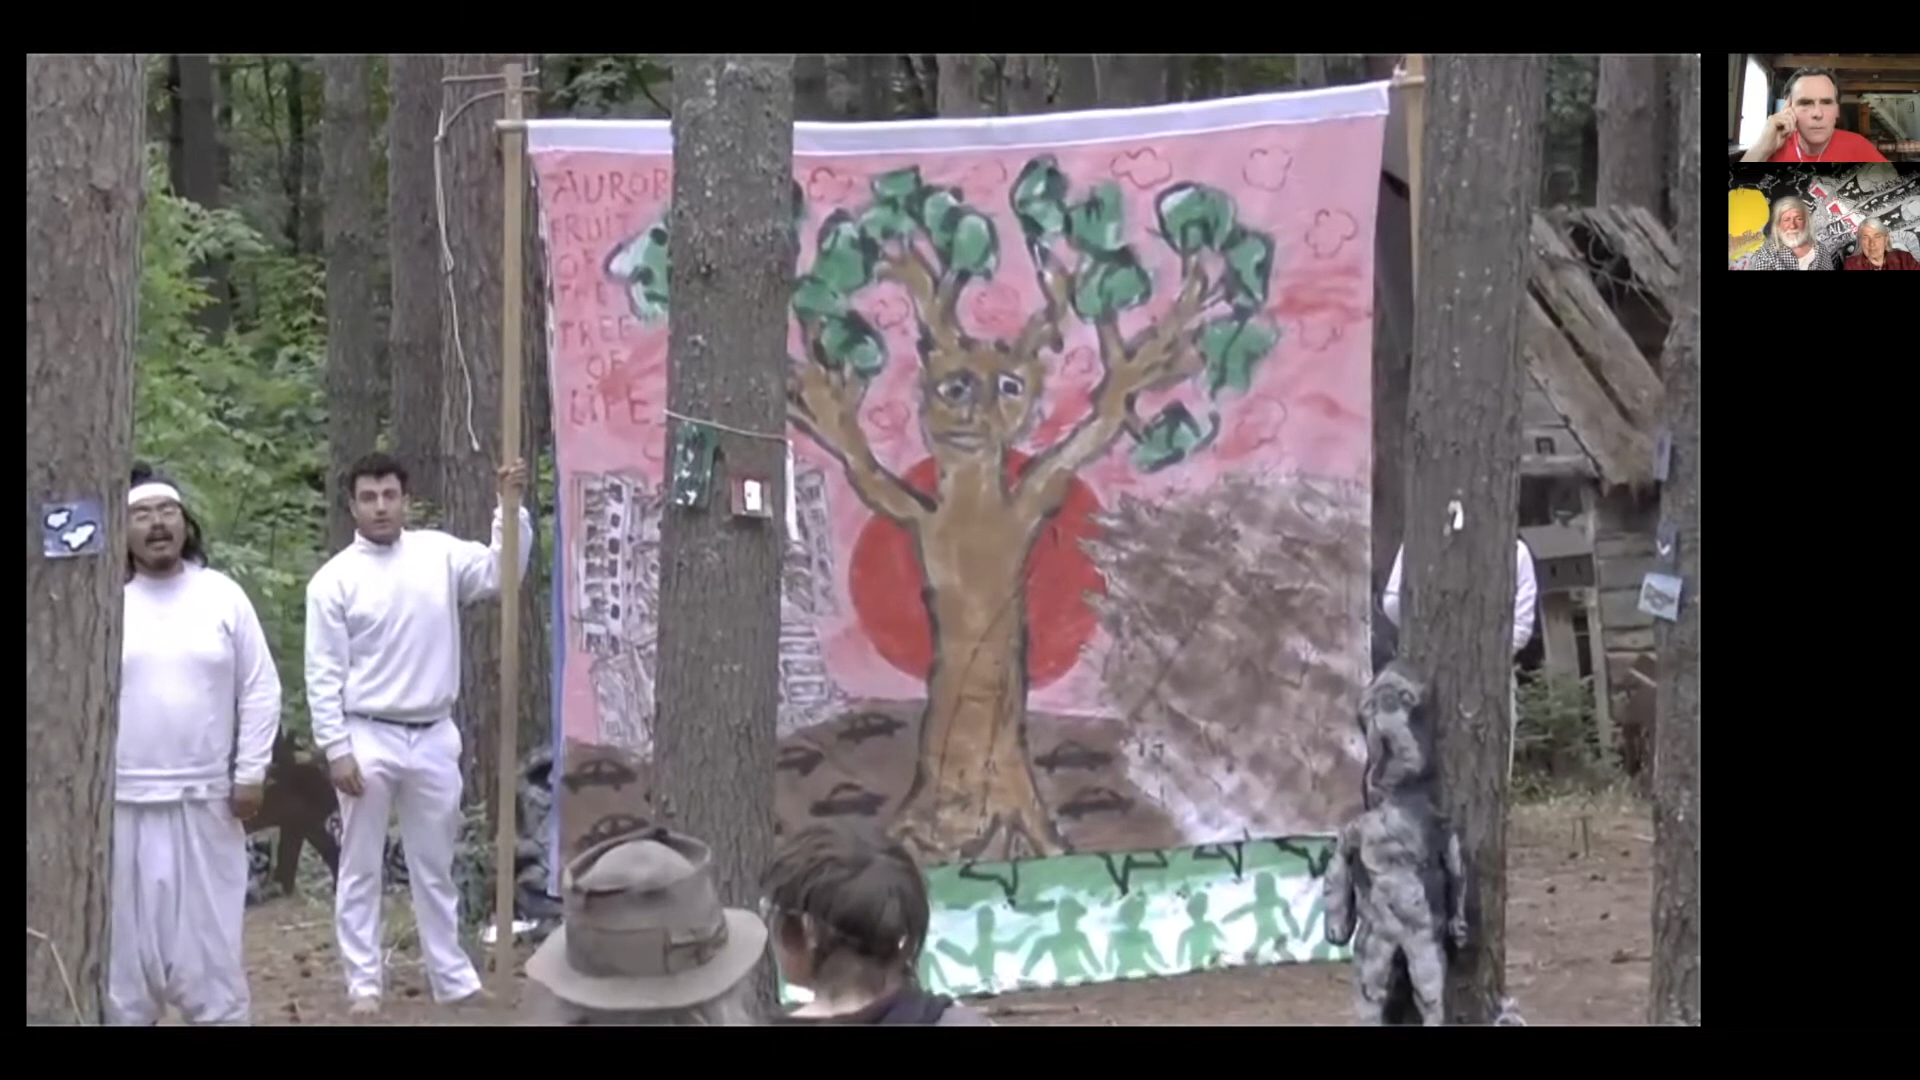 AUROR
FRUIT
OF
THE
TREE
OF
LIFE